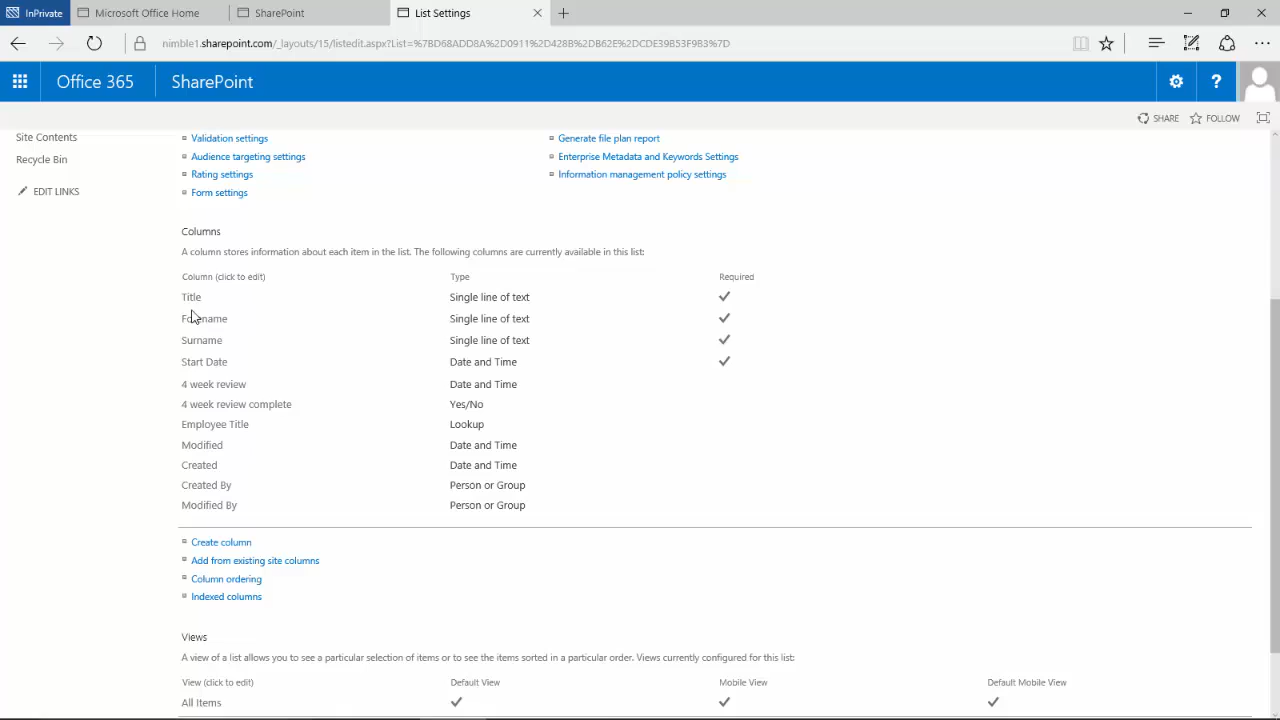 InPrivate Microsoft Office Home SharePoint List Settings
nimble1.sharepoint.com/_layouts/15/listedit.aspx?List=%7BD68ADD8A%2D0911%2D428B%2DB62E%2DCDE39B53F9B3%7D
Office 365 SharePoint ?
SHARE FOLLOW
Site Contents
Recycle Bin
EDIT LINKS
Validation settings Generate file plan report
Audience targeting settings Enterprise Metadata and Keywords Settings
Rating settings Information management policy settings
Form settings
Columns
A column stores information about each item in the list. The following columns are currently available in this list:
Column (click to edit) Type Required
Title Single line of text
Single line of text
Surname Single line of text
Start Date Date and Time
4 week review Date and Time
4 week review complete Yes/No
Employee Title Lookup
Modified Date and Time
Created Date and Time
Created By Person or Group
Modified By Person or Group
Create column
Add from existing site columns
Column ordering
Indexed columns
Views
A view of a list allows you to see a particular selection of items or to see the items sorted in a particular order. Views currently configured for this list:
View (click to edit) Default View Mobile View Default Mobile View
All Items